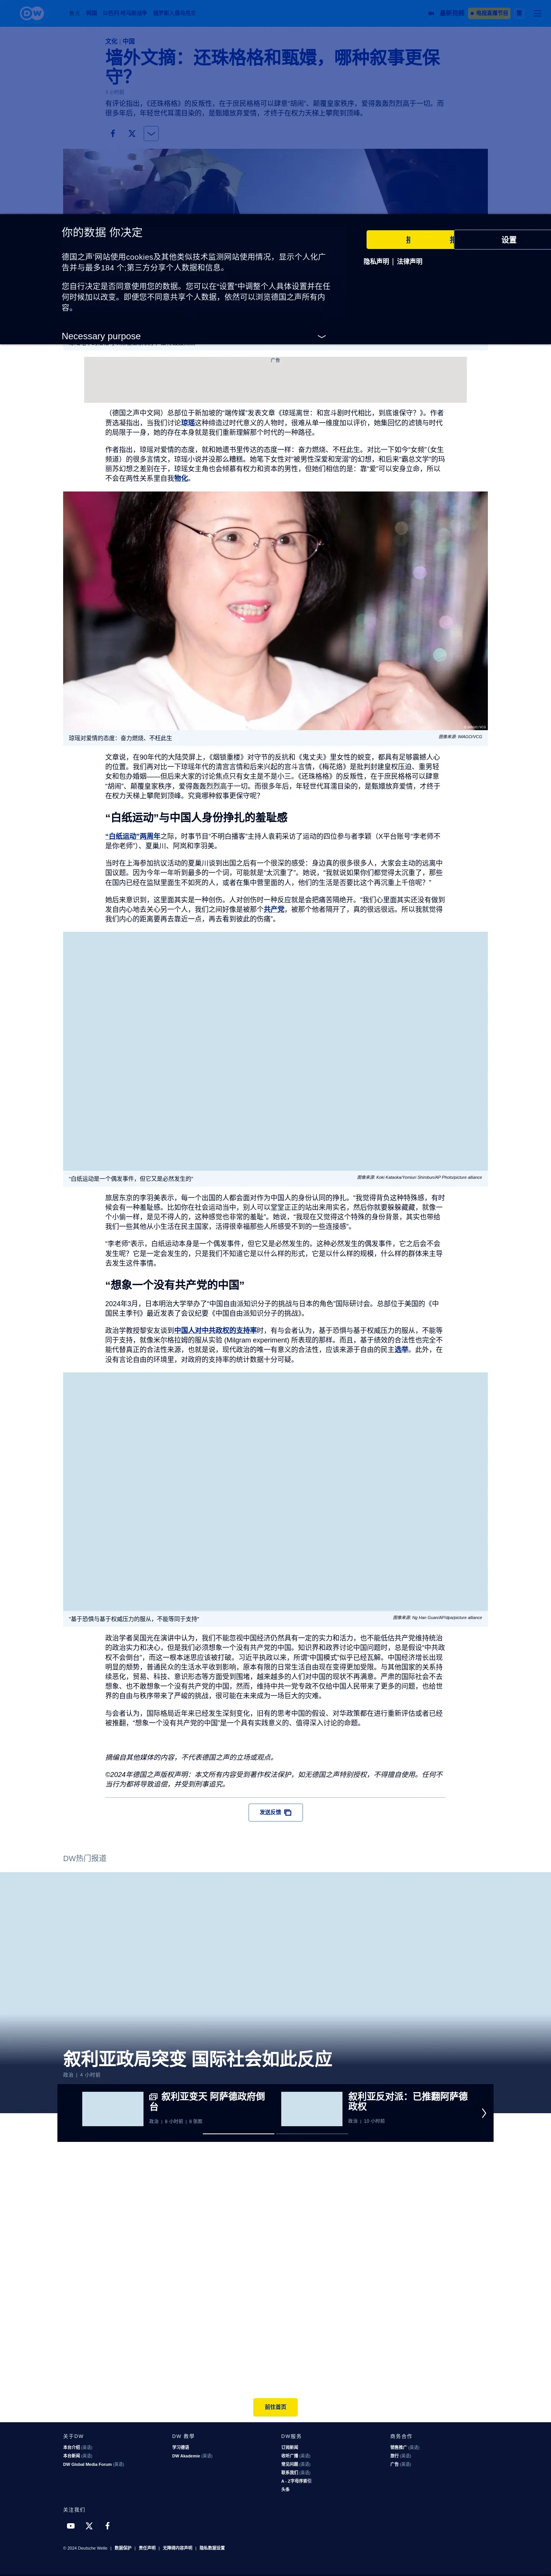 DW
韩国
以色列-哈马斯战争
俄罗斯入侵乌克兰
最新视频
电视直播节目
文化 | 中国
墙外文摘：还珠格格和甄嬛，哪种叙事更保
守？
有评论指出，《还珠格格》的反叛性，在于庶民格格可以肆意“胡闹”、颠覆皇家秩序，爱得轰轰烈烈高于一切。而
很多年后，年轻世代耳濡目染的，是甄嬛放弃爱情，才终于在权力天梯上攀爬到顶峰。
你的数据 你决定
设置
隐私声明 | 法律声明
德国之声 网站使用cookies及其他类似技术监测网站使用情况，显示个人化广
告并与最多184 个;第三方分享个人数据和信息。
您自行决定是否同意使用您的数据。您可以在“设置”中调整个人具体设置并在任
何时候加以改变。即便您不同意共享个人数据，依然可以浏览德国之声所有内
容。
Necessary purpose
广告
（德国之声中文网）总部位于新加坡的“端传媒”发表文章《琼瑶离世：和宫斗剧时代相比，到底谁保守？》。作者
贾选凝指出，当我们讨论琼瑶这种缔造过时代意义的人物时，很难从单一维度加以评价，她集回忆的滤镜与时代
的局限于一身，她的存在本身就是我们重新理解那个时代的一种路径。
作者指出，琼瑶对爱情的态度，就和她遗书里传达的态度一样：奋力燃烧、不枉此生。对比一下如今“女频”（女生
频道）的很多言情文，琼瑶小说并没那么糟糕。她笔下女性对“被男性深爱和宠溺”的幻想，和后来“霸总文学”的玛
丽苏幻想之差别在于，琼瑶女主角也会倾慕有权力和资本的男性，但她们相信的是：靠“爱”可以安身立命，所以
不会在两性关系里自我物化。
琼瑶对爱情的态度：奋力燃烧、不枉此生
图像来源: IMAGO/VCG
文章说，在90年代的大陆荧屏上，《烟锁重楼》对守节的反抗和《鬼丈夫》里女性的蜕变，都具有足够震撼人心
的位置。我们再对比一下琼瑶年代的清宫言情和后来兴起的宫斗言情，《梅花烙》是批判封建皇权压迫、重男轻
女和包办婚姻——但后来大家的讨论焦点只有女主是不是小三。《还珠格格》的反叛性，在于庶民格格可以肆意
“胡闹”、颠覆皇家秩序，爱得轰轰烈烈高于一切。而很多年后，年轻世代耳濡目染的，是甄嬛放弃爱情，才终于
在权力天梯上攀爬到顶峰。究竟哪种叙事更保守呢？
“白纸运动”与中国人身份挣扎的羞耻感
“白纸运动”两周年之际，时事节目“不明白播客”主持人袁莉采访了运动的四位参与者李颖（X平台账号“李老师不
是你老师”）、夏巢川、阿岚和李羽美。
当时在上海参加抗议活动的夏巢川谈到出国之后有一个很深的感受：身边真的很多很多人，大家会主动的远离中
国议题。因为今年一年听到最多的一个词，可能就是“太沉重了”。她说，“我就说如果你们都觉得太沉重了，那些
在国内已经在监狱里面生不如死的人，或者在集中营里面的人，他们的生活是否要比这个再沉重上千倍呢？”
她后来意识到，这里面其实是一种创伤。人对创伤时一种反应就是会把痛苦隔绝开。“我们心里面其实还没有做到
发自内心地去关心另一个人，我们之间好像是被那个共产党，被那个他者隔开了，真的很远很远。所以我就觉得
我们内心的距离要再去靠近一点，再去看到彼此的伤痛”。
“白纸运动是一个偶发事件，但它又是必然发生的”
图像来源: Koki Kataoka/Yomiuri Shimbun/AP Photo/picture alliance
旅居东京的李羽美表示，每一个出国的人都会面对作为中国人的身份认同的挣扎。“我觉得背负这种特殊感，有时
候会有一种羞耻感。比如你在社会运动当中，别人可以堂堂正正的站出来用实名，然后你就要躲躲藏藏，就像一
个小偷一样，是见不得人的，这种感觉也非常的羞耻。”她说，“我现在又觉得这个特殊的身份背景，其实也带给
我们一些其他从小生活在民主国家，活得很幸福那些人所感受不到的一些连接感”。
“李老师”表示，白纸运动本身是一个偶发事件，但它又是必然发生的。这种必然发生的偶发事件，它之后会不会
发生呢？它是一定会发生的，只是我们不知道它是以什么样的形式，它是以什么样的规模，什么样的群体来主导
去发生这件事情。
“想象一个没有共产党的中国”
2024年3月，日本明治大学举办了“中国自由派知识分子的挑战与日本的角色”国际研讨会。总部位于美国的《中
国民主季刊》最近发表了会议纪要《中国自由派知识分子的挑战》。
政治学教授黎安友谈到中国人对中共政权的支持率时，有与会者认为，基于恐惧与基于权威压力的服从，不能等
同于支持，就像米尔格拉姆的服从实验 (Milgram experiment) 所表现的那样。而且，基于绩效的合法性也完全不
能代替真正的合法性来源，也就是说，现代政治的唯一有意义的合法性，应该来源于自由的民主选举。此外，在
没有言论自由的环境里，对政府的支持率的统计数据十分可疑。
“基于恐惧与基于权威压力的服从，不能等同于支持”
图像来源: Ng Han Guan/AP/dpa/picture alliance
政治学者吴国光在演讲中认为，我们不能忽视中国经济仍然具有一定的实力和活力，也不能低估共产党维持统治
的政治实力和决心，但是我们必须想象一个没有共产党的中国。知识界和政界讨论中国问题时，总是假设“中共政
权不会倒台”，而这一根本迷思应该被打破。习近平执政以来，所谓“中国模式”似乎已经瓦解。中国经济增长出现
明显的颓势，普通民众的生活水平收到影响，原本有限的日常生活自由现在变得更加受限。与其他国家的关系持
续恶化，贸易、科技、意识形态等方面受到围堵，越来越多的人们对中国的现状不再满意。严肃的国际社会不去
想象、也不敢想象一个没有共产党的中国，然而，维持中共一党专政不仅给中国人民带来了更多的问题，也给世
界的自由与秩序带来了严峻的挑战，很可能在未来成为一场巨大的灾难。
与会者认为，国际格局近年来已经发生深刻变化，旧有的思考中国的假设、对华政策都在进行重新评估或者已经
被推翻，“想象一个没有共产党的中国”是一个具有实践意义的、值得深入讨论的命题。
摘编自其他媒体的内容，不代表德国之声的立场或观点。
©2024年德国之声版权声明：本文所有内容受到著作权法保护，如无德国之声特别授权，不得擅自使用。任何不
当行为都将导致追偿，并受到刑事追究。
发送反馈
DW热门报道
叙利亚政局突变 国际社会如此反应
政治 | 4 小时前
叙利亚变天 阿萨德政府倒
台
政治 | 8 小时前 | 9 张图
叙利亚反对派：已推翻阿萨德
政权
政治 | 10 小时前
前往首页
关于DW
本台介绍 (英语)
本台新闻 (英语)
DW Global Media Forum (英语)
DW 教學
学习德语
DW Akademie (英语)
DW服务
订阅新闻
收听广播 (英语)
常见问题 (英语)
联系我们 (英语)
A - Z字母序索引
头条
商务合作
销售推广 (英语)
旅行 (英语)
广告 (英语)
关注我们
© 2024 Deutsche Welle | 数据保护 | 责任声明 | 无障碍内容声明 | 隐私数据设置